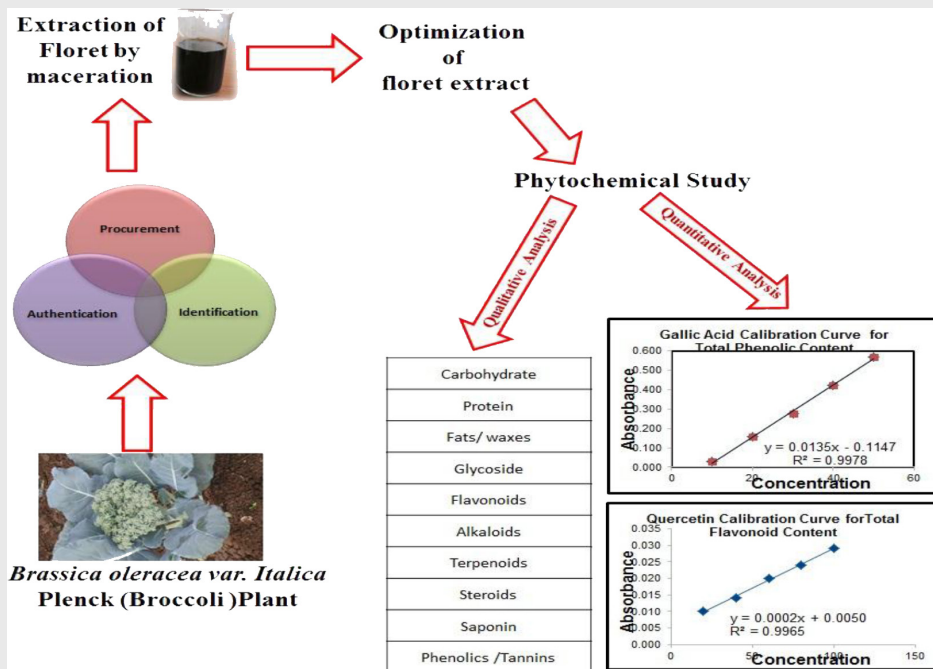 Extraction of
Floret by
maceration
Optimization
of
floret extract
Phytochemical Study
Qualitative Analysis
Quantitative Analysis
Procurement
Authentication
Identification
Brassica oleracea var. Italica
Plenck (Broccoli )Plant
Carbohydrate
Protein
Fats/ waxes
Glycoside
Flavonoids
Alkaloids
Terpenoids
Steroids
Saponin
Phenolics /Tannins
Gallic Acid Calibration Curve for
Total Phenolic Content
Absorbance
0.600
0.500
0.400
0.300
0.200
0.100
0.000
y = 0.0135x - 0.1147
R² = 0.9978
0
20
40
60
Concentration
Quercetin Calibration Curve forTotal
Flavonoid Content
Absorbance
0.035
0.030
0.025
0.020
0.015
0.010
0.005
0.000
y = 0.0002x + 0.0050
R² = 0.9965
0
50
100
150
Concentration